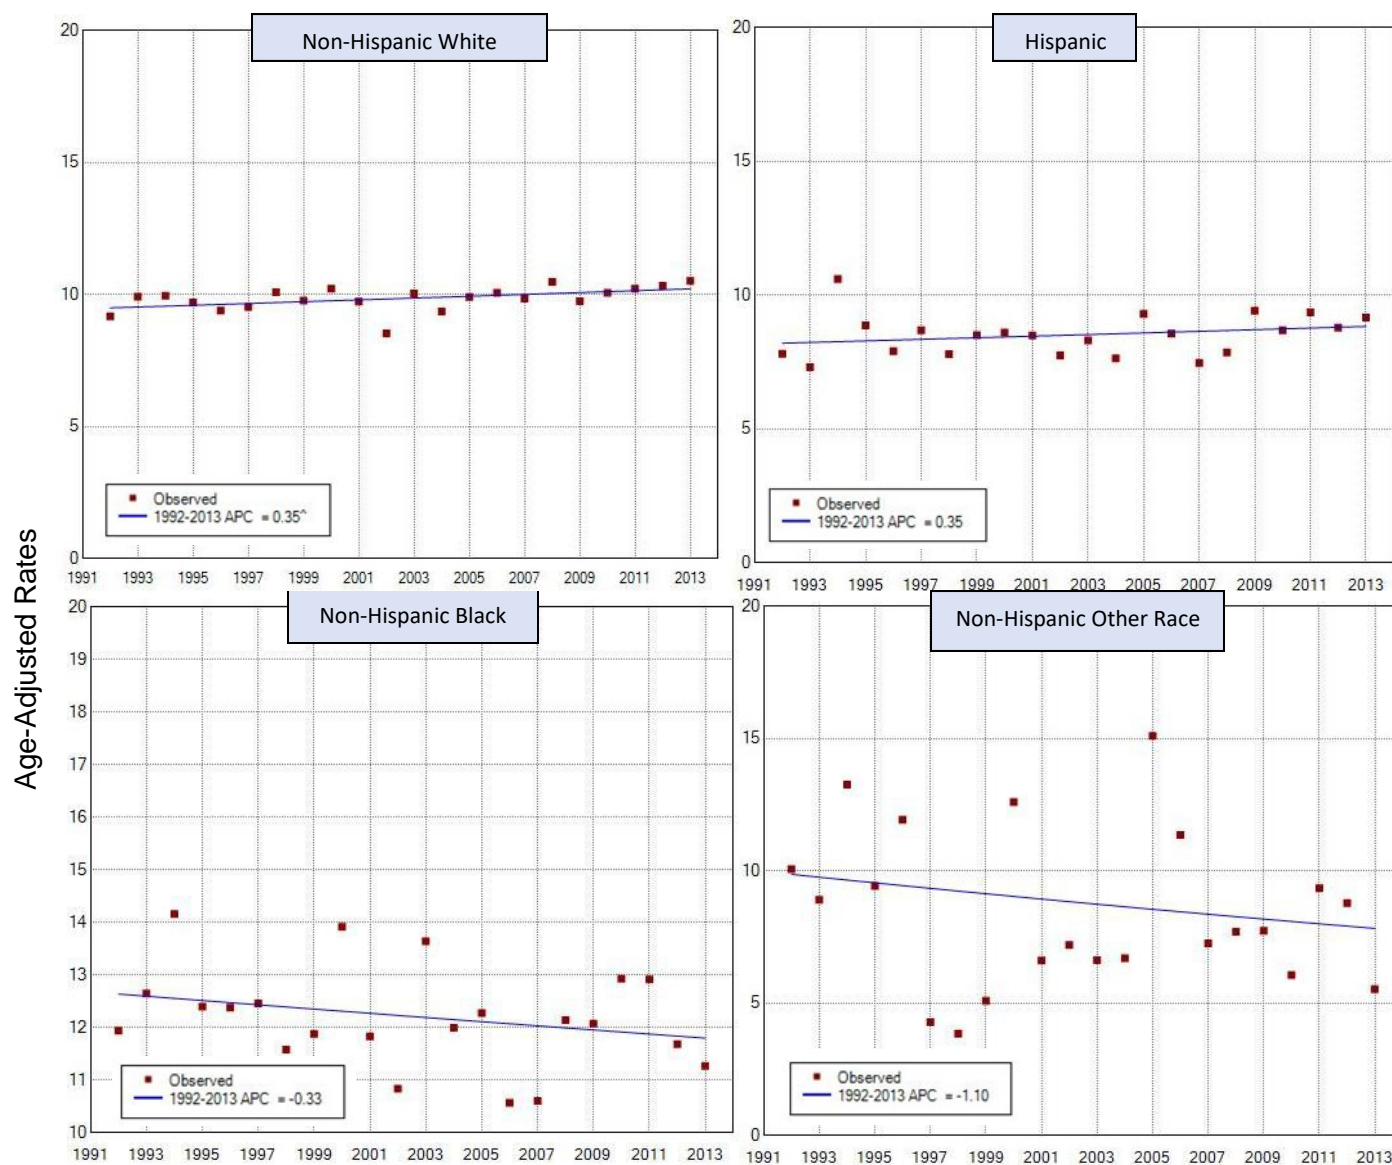 Age-Adjusted Rates
Non-Hispanic White
20
15
10
5
0
Observed
1992-2013 APC = 0.35^
1991 1993 1995 1997 1999 2001 2003 2005 2007 2009 2011 2013
Hispanic
20
15
10
5
0
Observed
1992-2013 APC = 0.35
1991 1993 1995 1997 1999 2001 2003 2005 2007 2009 2011 2013
Non-Hispanic Black
20
19
18
17
16
15
14
13
12
11
10
Observed
1992-2013 APC = -0.33
1991 1993 1995 1997 1999 2001 2003 2005 2007 2009 2011 2013
Non-Hispanic Other Race
20
15
10
5
0
Observed
1992-2013 APC = -1.10
1991 1993 1995 1997 1999 2001 2003 2005 2007 2009 2011 2013